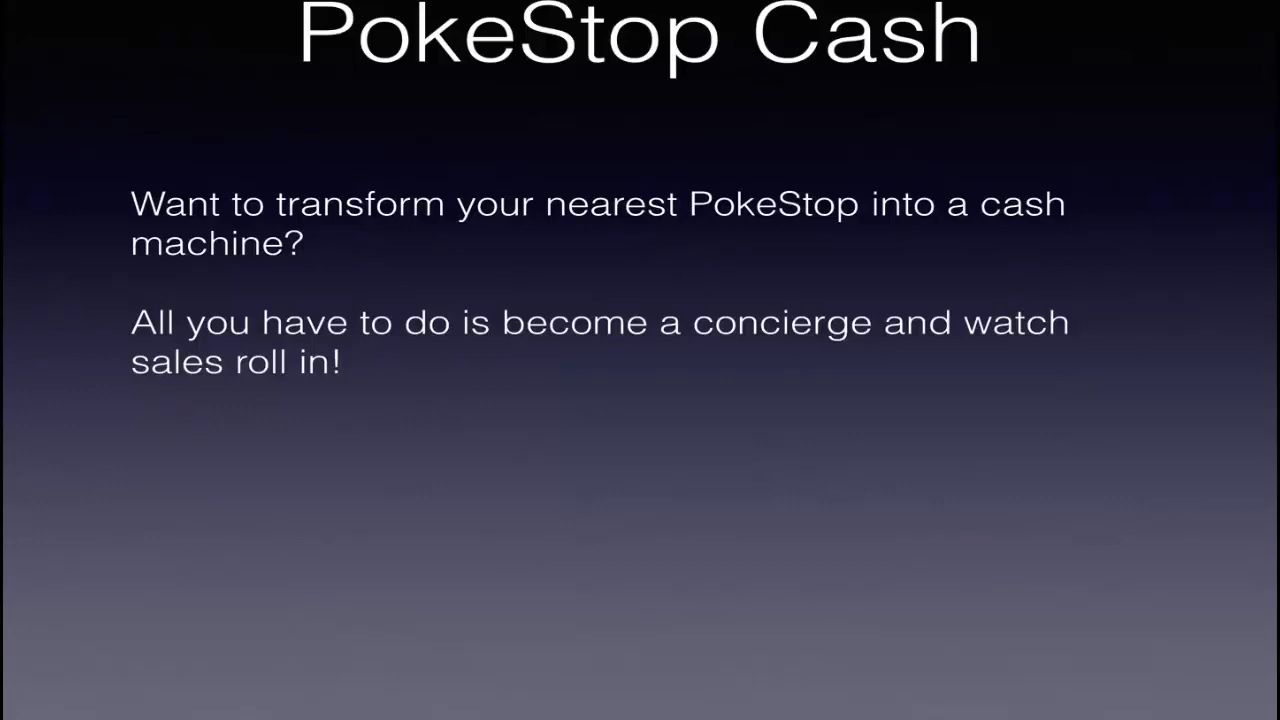 PokeStop Cash
Want to transform your nearest PokeStop into a cash
machine?
All you have to do is become a concierge and watch
sales roll in!